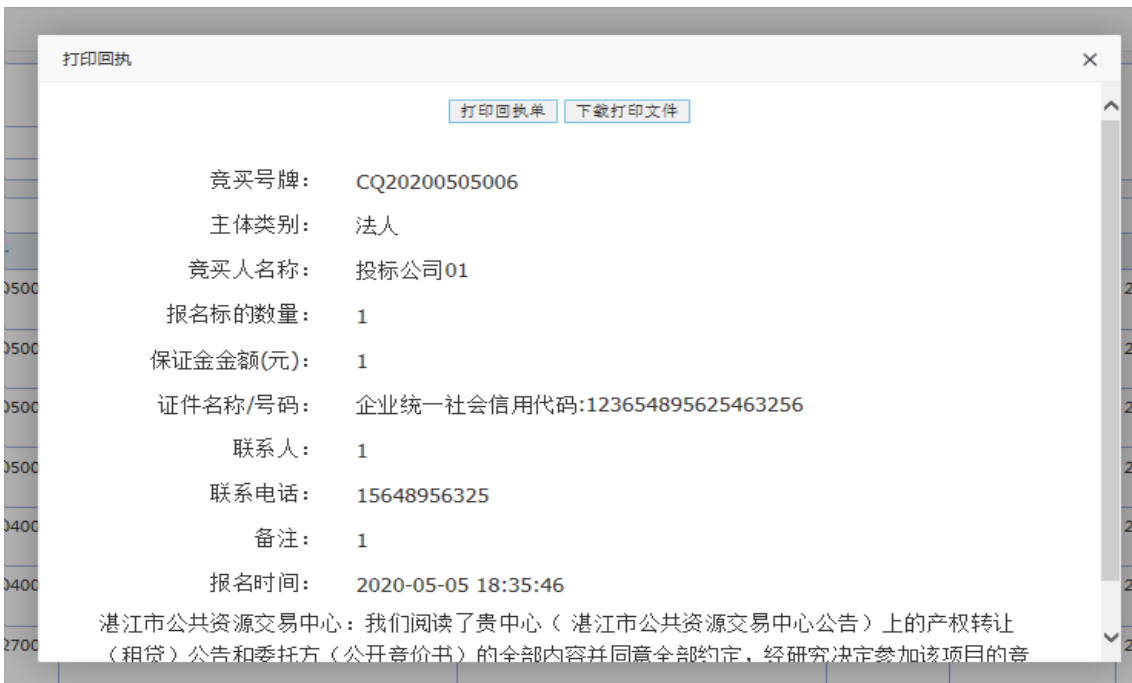 打印回执
打印回执单 下载打印文件
竞买号牌： CQ20200505006
主体类别： 法人
竞买人名称： 投标公司01
报名标的数量： 1
保证金金额(元)： 1
证件名称/号码： 企业统一社会信用代码:123654895625463256
联系人： 1
联系电话： 15648956325
备注： 1
报名时间： 2020-05-05 18:35:46
湛江市公共资源交易中心：我们阅读了贵中心（ 湛江市公共资源交易中心公告）上的产权转让
（租赁）公告和委托方（公开竞价书）的全部内容并同意全部约定，经研究决定参加该项目的竞